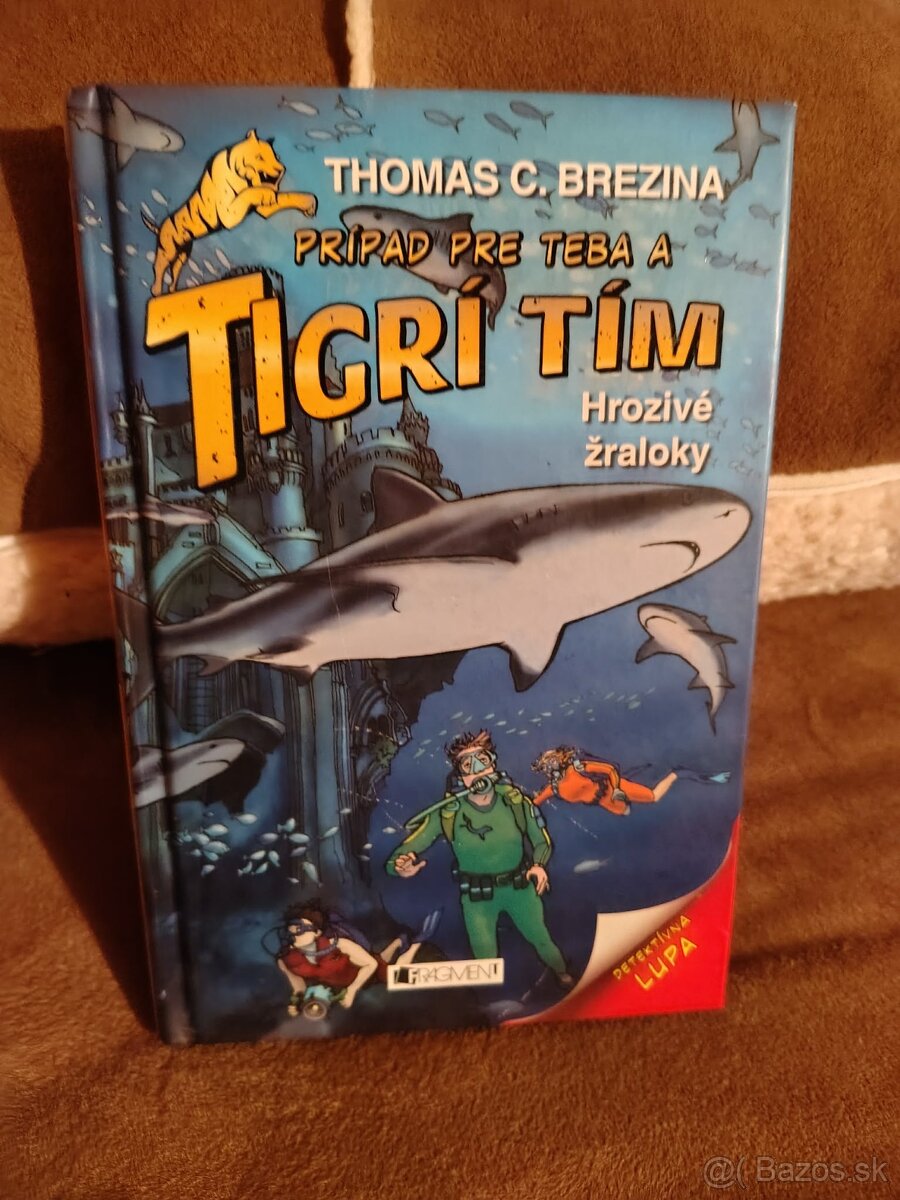 THOMAS C. BREZINA
PRÍPAD PRE TEBA A
TIGRÍ TÍM
Hrozivé
žraloky
DETEKTÍVNA
LUPA
FRAGMENT
@( Bazos.sk